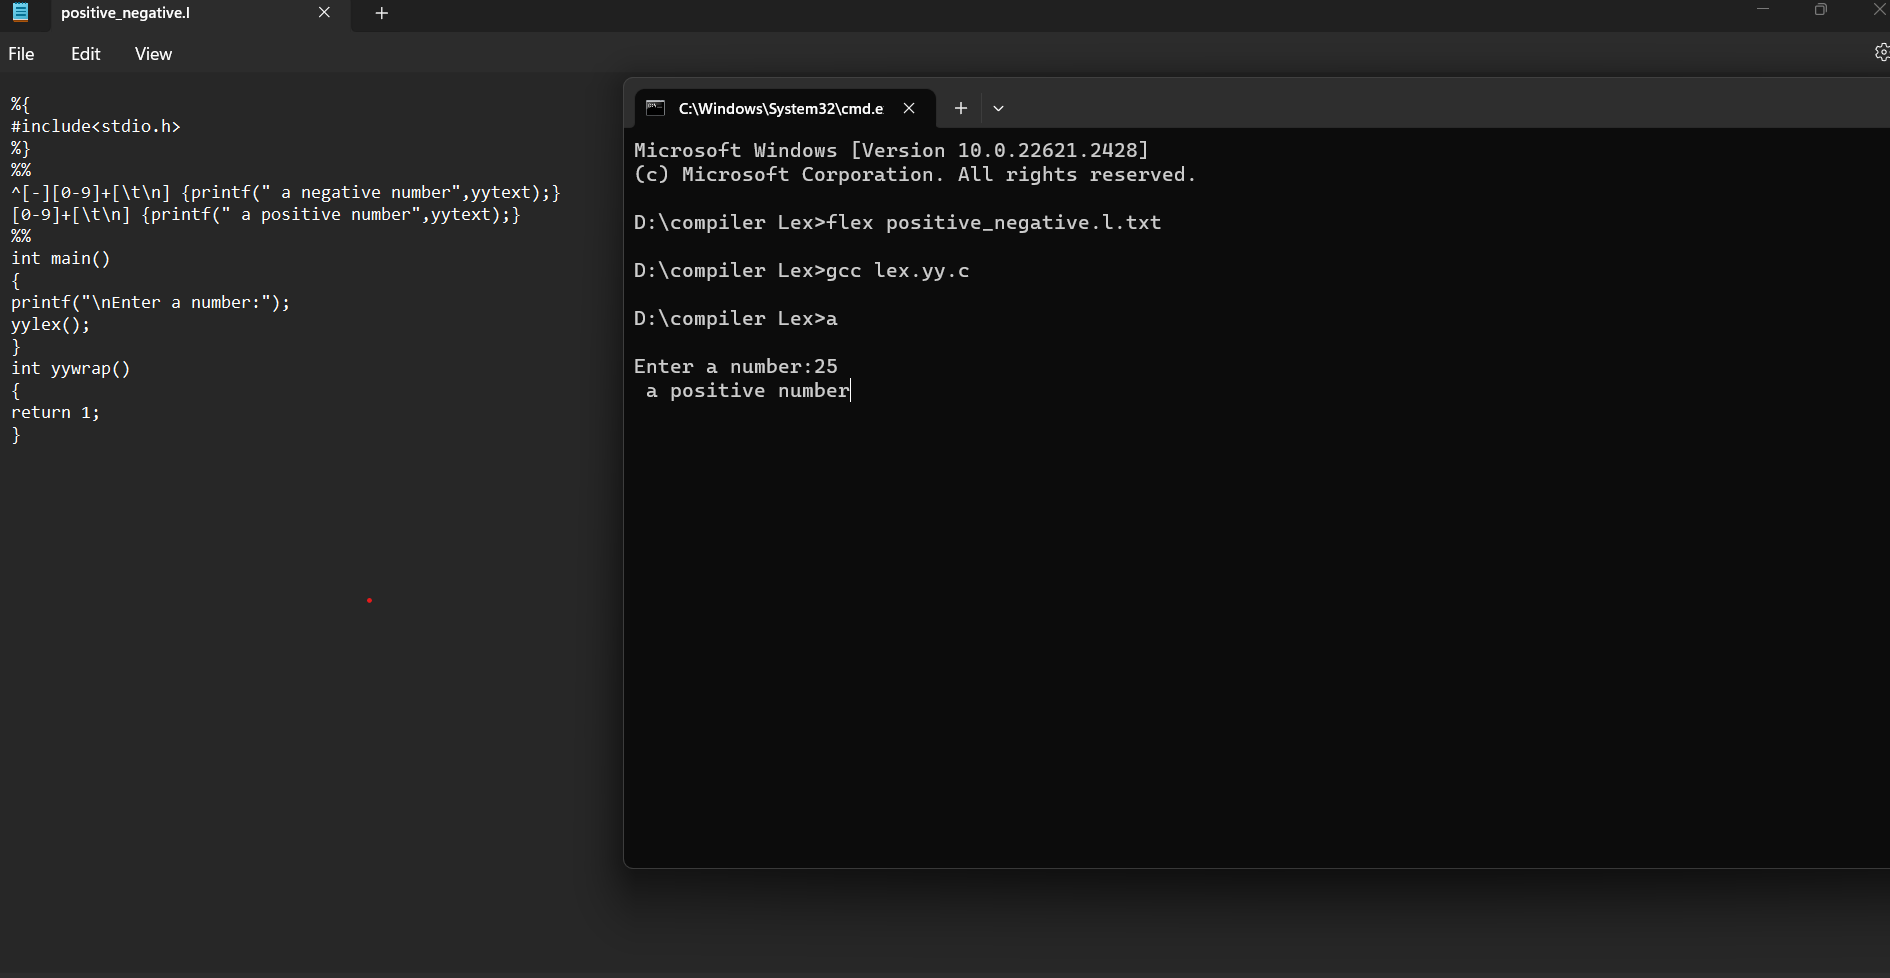 positive_negative.l
File Edit View
%{
#include<stdio.h>
%}
%%
^[-][0-9]+[\t\n] {printf(" a negative number",yytext);}
[0-9]+[\t\n] {printf(" a positive number",yytext);}
%%
int main()
{
printf("\nEnter a number:");
yylex();
}
int yywrap()
{
return 1;
}
C:\Windows\System32\cmd.e
Microsoft Windows [Version 10.0.22621.2428]
(c) Microsoft Corporation. All rights reserved.
D:\compiler Lex>flex positive_negative.l.txt
D:\compiler Lex>gcc lex.yy.c
D:\compiler Lex>a
Enter a number:25
 a positive number